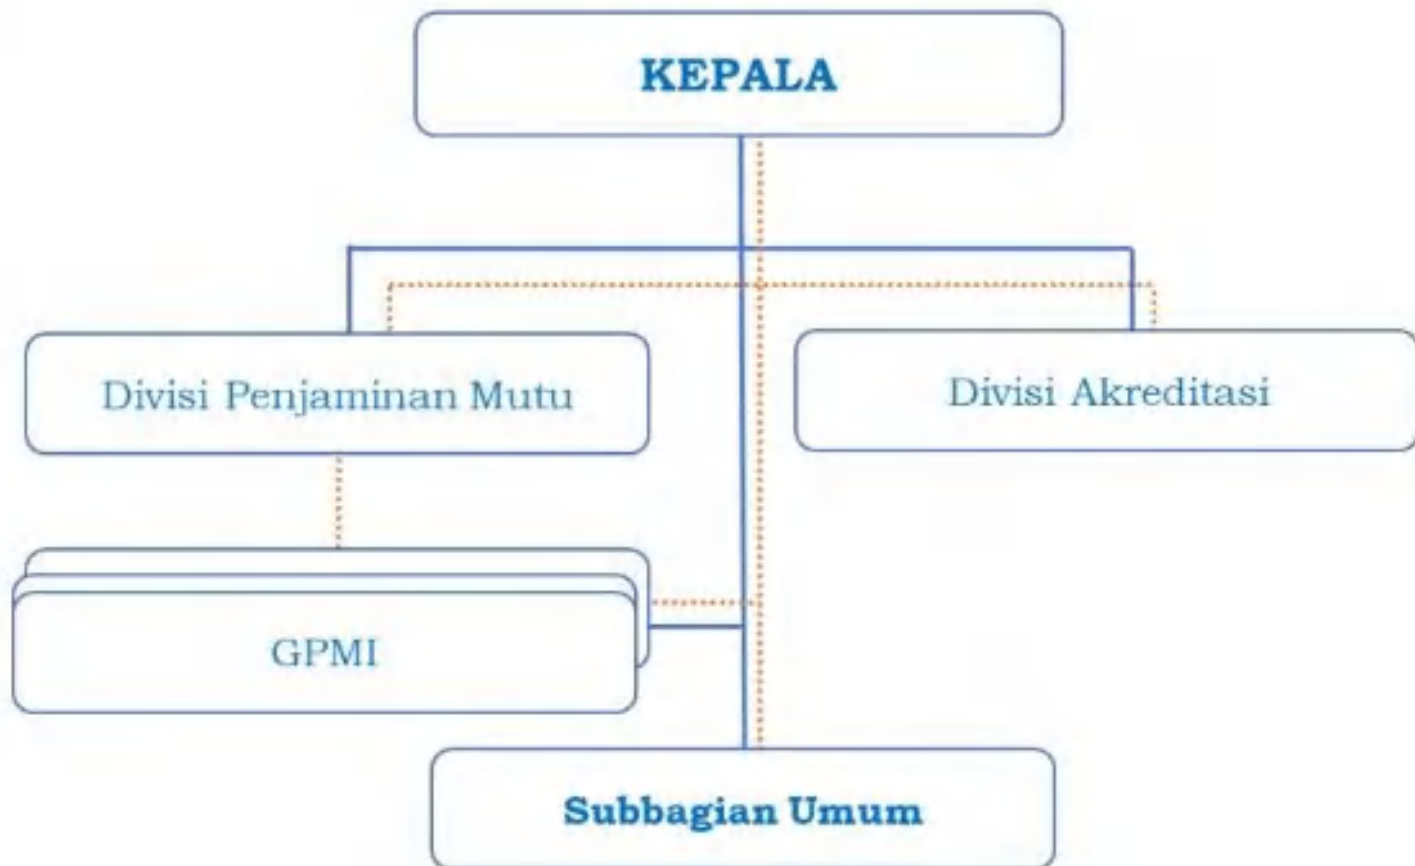 KEPALA
Divisi Penjaminan Mutu
Divisi Akreditasi
GPMI
Subbagian Umum